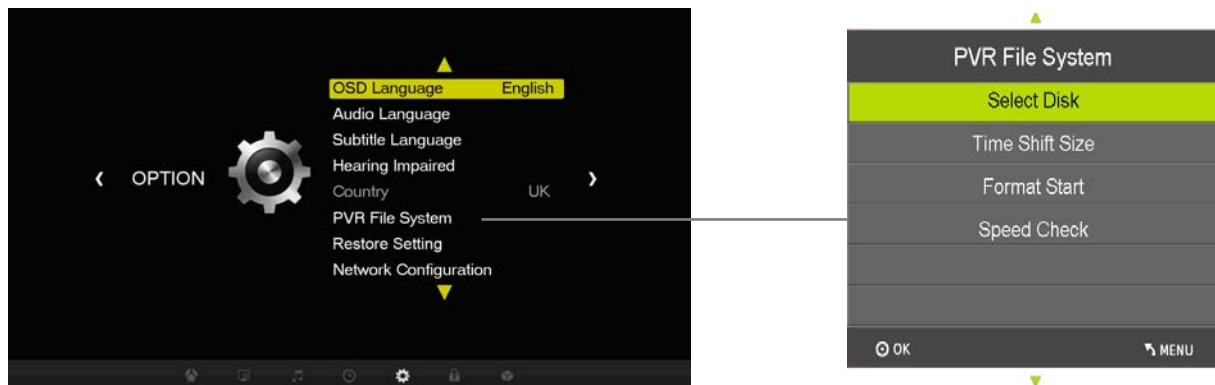 OSD Language English
Audio Language
Subtitle Language
Hearing Impaired
OPTION
Country UK
PVR File System
Restore Setting
Network Configuration
PVR File System
Select Disk
Time Shift Size
Format Start
Speed Check
OK MENU